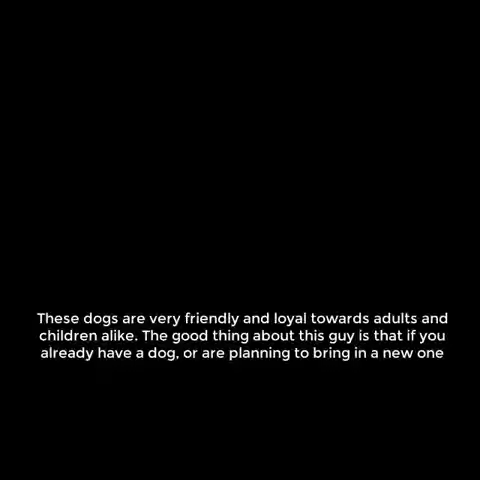 These dogs are very friendly and loyal towards adults and
children alike. The good thing about this guy is that if you
already have a dog, or are planning to bring in a new one